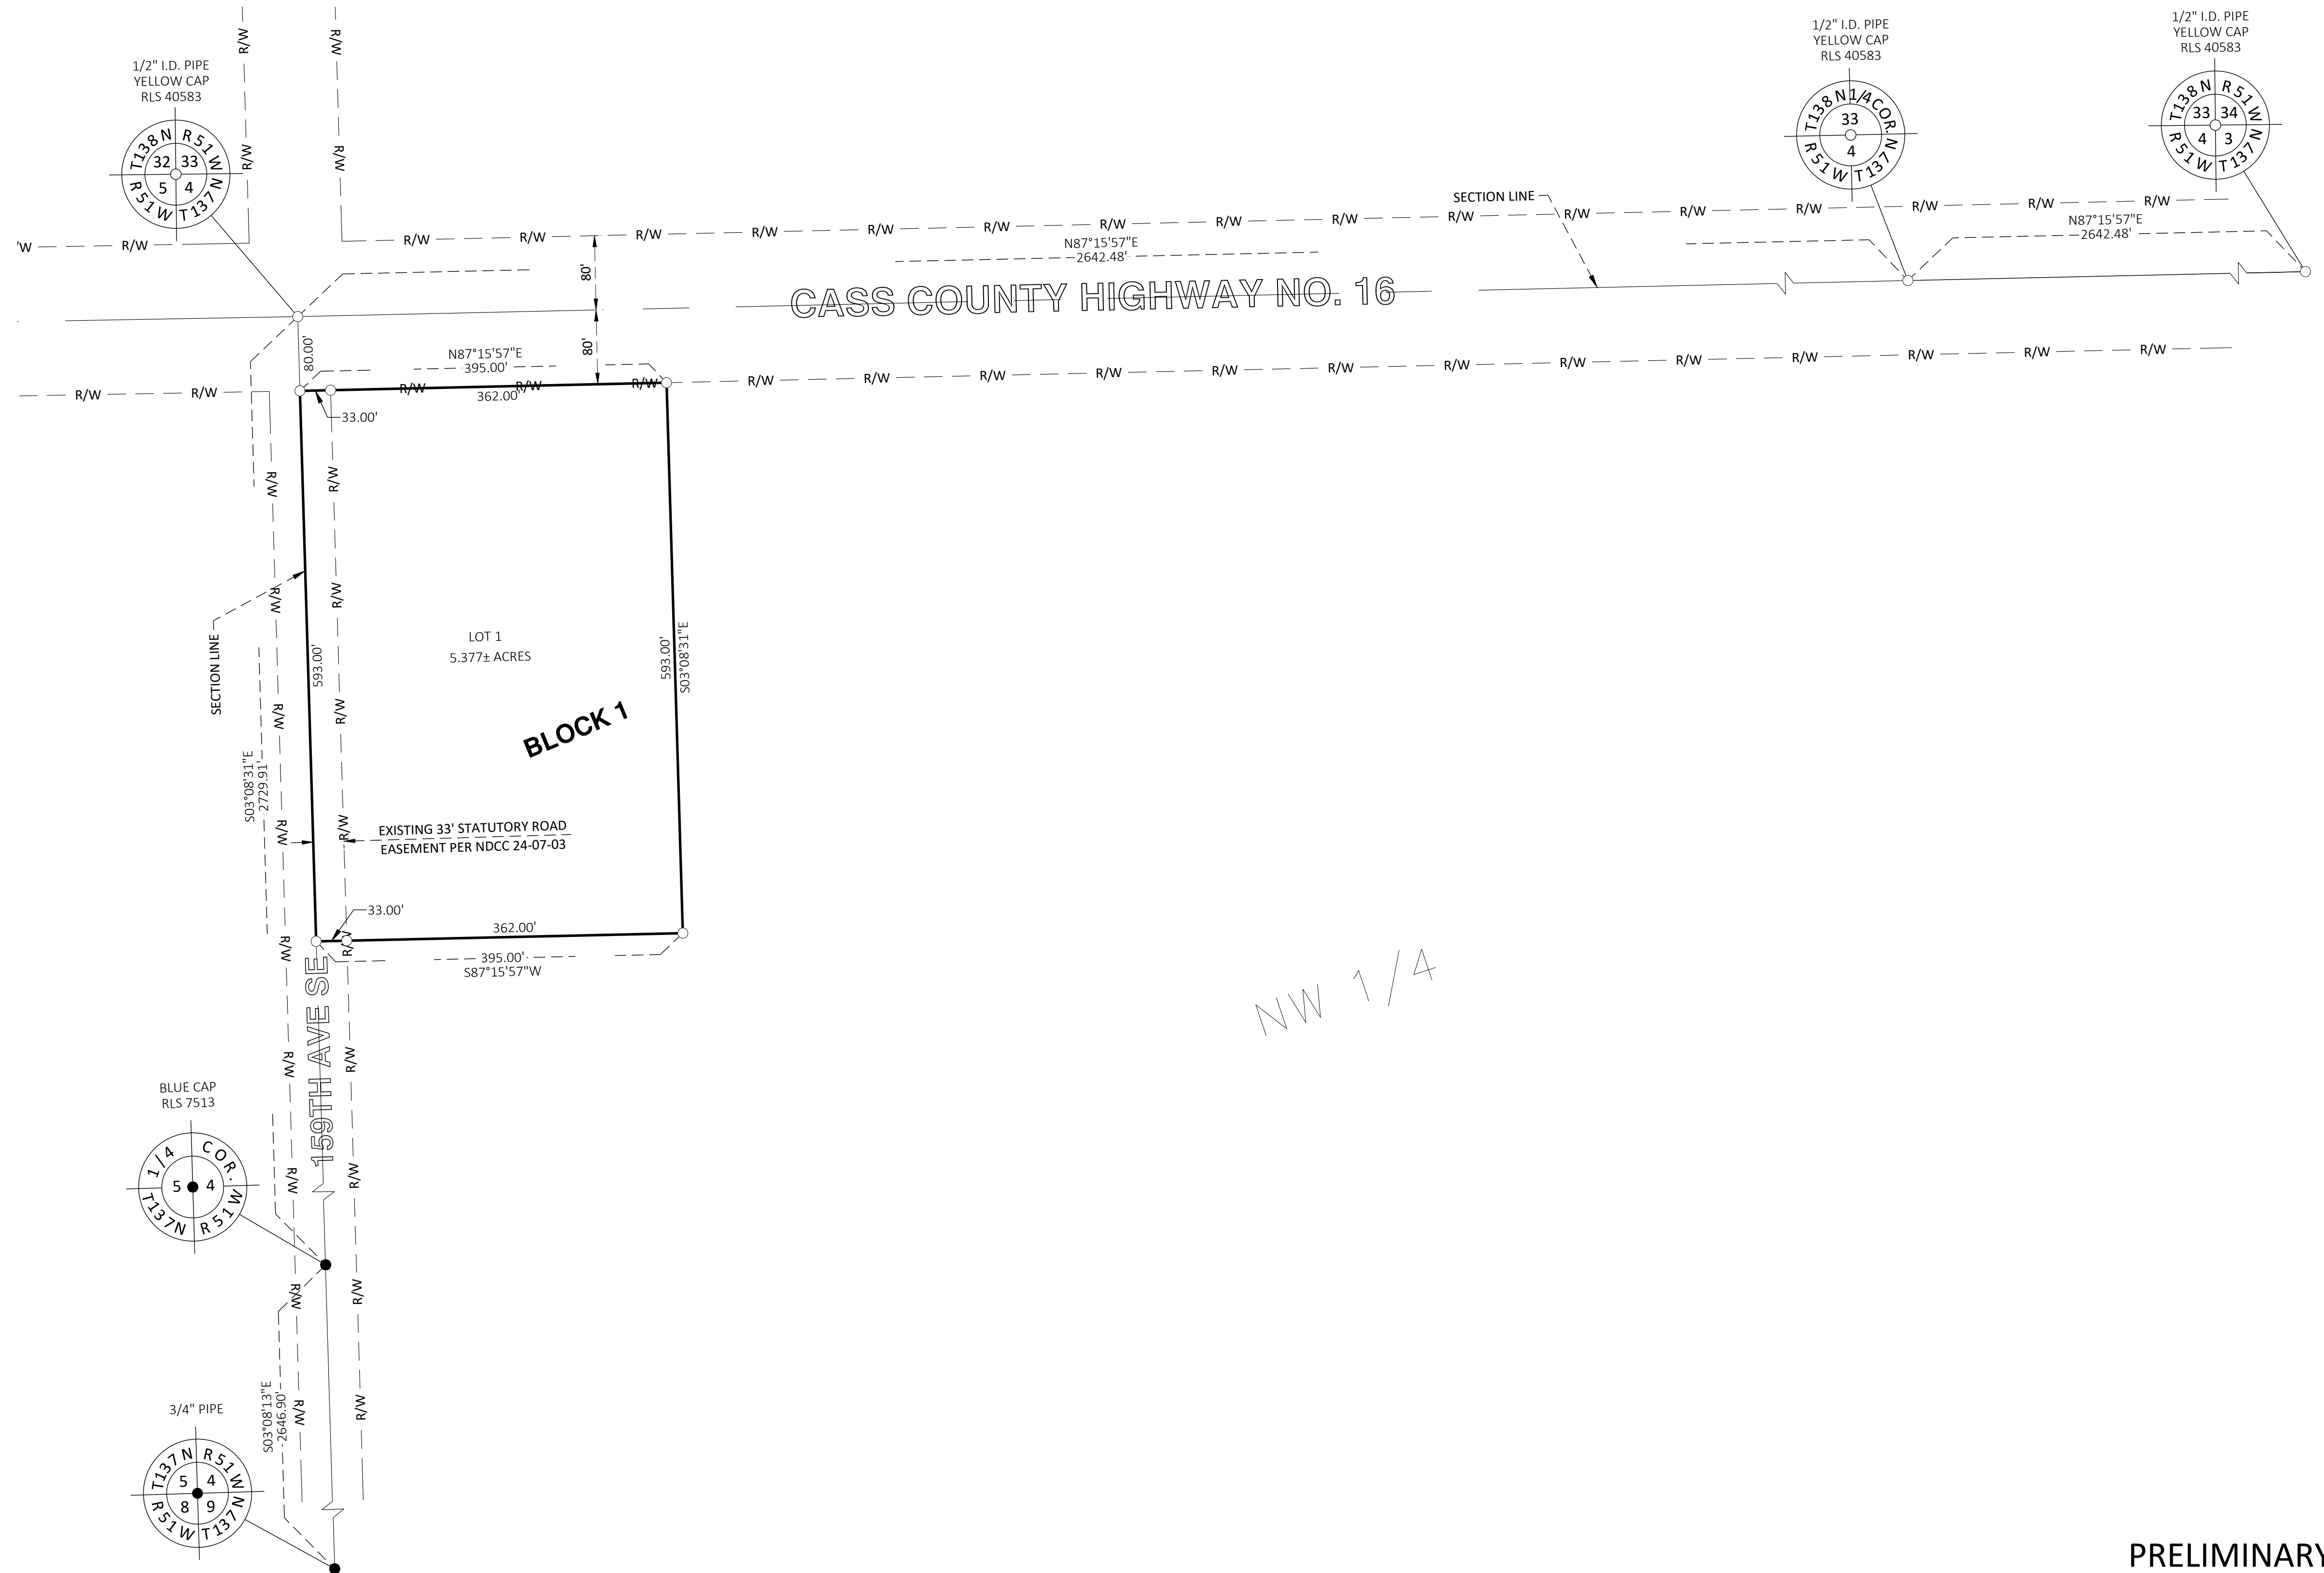 1/2" I.D. PIPE
YELLOW CAP
RLS 40583
T138N R51W
32 33
5 4
R51W T137N
1/2" I.D. PIPE
YELLOW CAP
RLS 40583
T138N 1/4 COR.
33
4
R51W T137N
1/2" I.D. PIPE
YELLOW CAP
RLS 40583
T138N R51W
33 34
4 3
R51W T137N
R/W
R/W
R/W
R/W
/W R/W
R/W R/W R/W R/W R/W R/W R/W R/W R/W R/W R/W R/W R/W R/W R/W R/W
SECTION LINE
N87°15'57"E
2642.48'
N87°15'57"E
2642.48'
80'
CASS COUNTY HIGHWAY NO. 16
80'
80.00'
N87°15'57"E
395.00'
R/W R/W
R/W R/W R/W
R/W R/W R/W R/W R/W R/W R/W R/W R/W R/W R/W R/W R/W
362.00'
33.00'
R/W
R/W
R/W
R/W
SECTION LINE
593.00'
LOT 1
5.377± ACRES
593.00'
S03°08'31"E
R/W
R/W
BLOCK 1
S03°08'31"E
2729.91'
R/W
R/W
EXISTING 33' STATUTORY ROAD
EASEMENT PER NDCC 24-07-03
33.00'
362.00'
R/W
R/W
395.00'
S87°15'57"W
159TH AVE SE
NW 1/4
R/W
R/W
BLUE CAP
RLS 7513
1/4 COR.
5 4
T137N R51W
R/W
R/W
R/W
R/W
S03°08'13"E
2646.90'
R/W
R/W
3/4" PIPE
T137N R51W
5 4
8 9
R51W T137N
PRELIMINARY